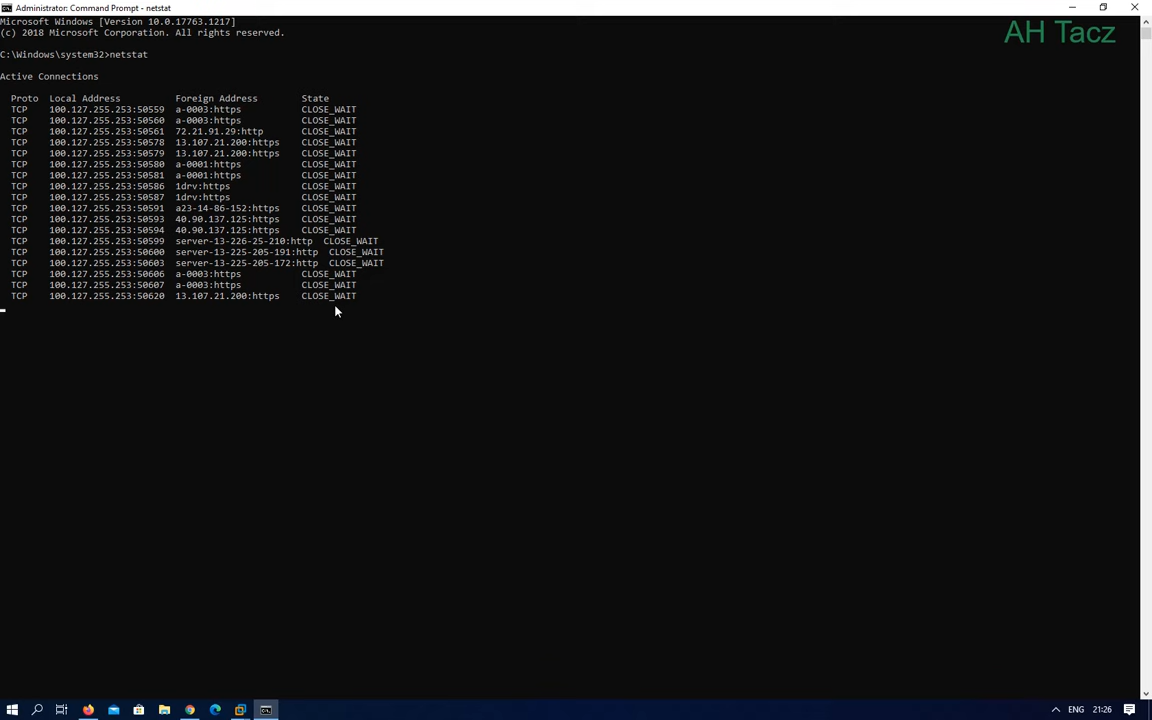 Administrator: Command Prompt - netstat
Microsoft Windows [Version 10.0.17763.1217]
(c) 2018 Microsoft Corporation. All rights reserved.
AH Tacz
C:\Windows\system32>netstat
Active Connections
Proto Local Address Foreign Address State
TCP 100.127.255.253:50559 a-0003:https CLOSE_WAIT
TCP 100.127.255.253:50560 a-0003:https CLOSE_WAIT
TCP 100.127.255.253:50561 72.21.91.29:http CLOSE_WAIT
TCP 100.127.255.253:50578 13.107.21.200:https CLOSE_WAIT
TCP 100.127.255.253:50579 13.107.21.200:https CLOSE_WAIT
TCP 100.127.255.253:50580 a-0001:https CLOSE_WAIT
TCP 100.127.255.253:50581 a-0001:https CLOSE_WAIT
TCP 100.127.255.253:50586 1drv:https CLOSE_WAIT
TCP 100.127.255.253:50587 1drv:https CLOSE_WAIT
TCP 100.127.255.253:50591 a23-14-86-152:https CLOSE_WAIT
TCP 100.127.255.253:50593 40.90.137.125:https CLOSE_WAIT
TCP 100.127.255.253:50594 40.90.137.125:https CLOSE_WAIT
TCP 100.127.255.253:50599 server-13-226-25-210:http CLOSE_WAIT
TCP 100.127.255.253:50600 server-13-225-205-191:http CLOSE_WAIT
TCP 100.127.255.253:50603 server-13-225-205-172:http CLOSE_WAIT
TCP 100.127.255.253:50606 a-0003:https CLOSE_WAIT
TCP 100.127.255.253:50607 a-0003:https CLOSE_WAIT
TCP 100.127.255.253:50620 13.107.21.200:https CLOSE_WAIT
ENG 21:26